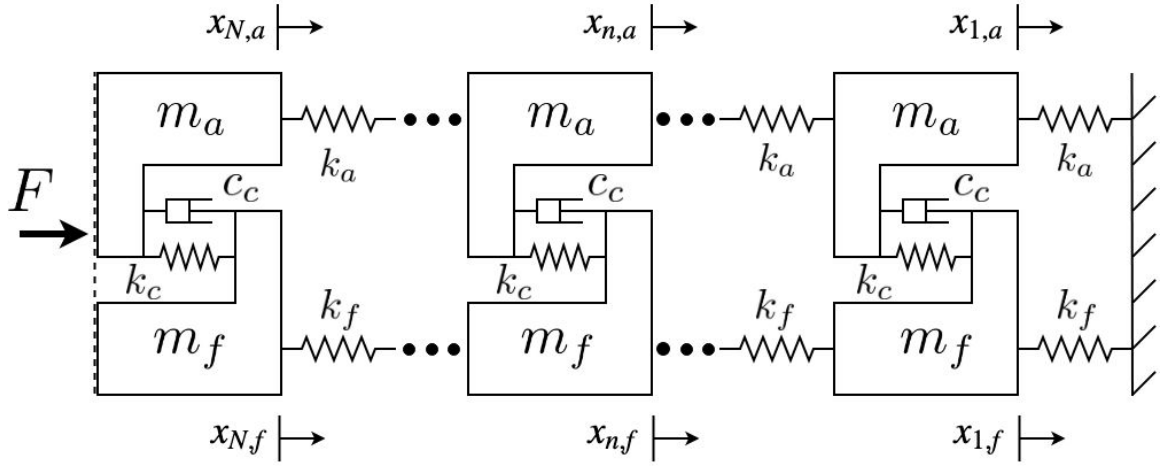 x_{N,a} x_{n,a} x_{1,a}
m_a m_a m_a
k_a k_a k_a
c_c c_c c_c
F
k_c k_c k_c
k_f k_f k_f
m_f m_f m_f
x_{N,f} x_{n,f} x_{1,f}